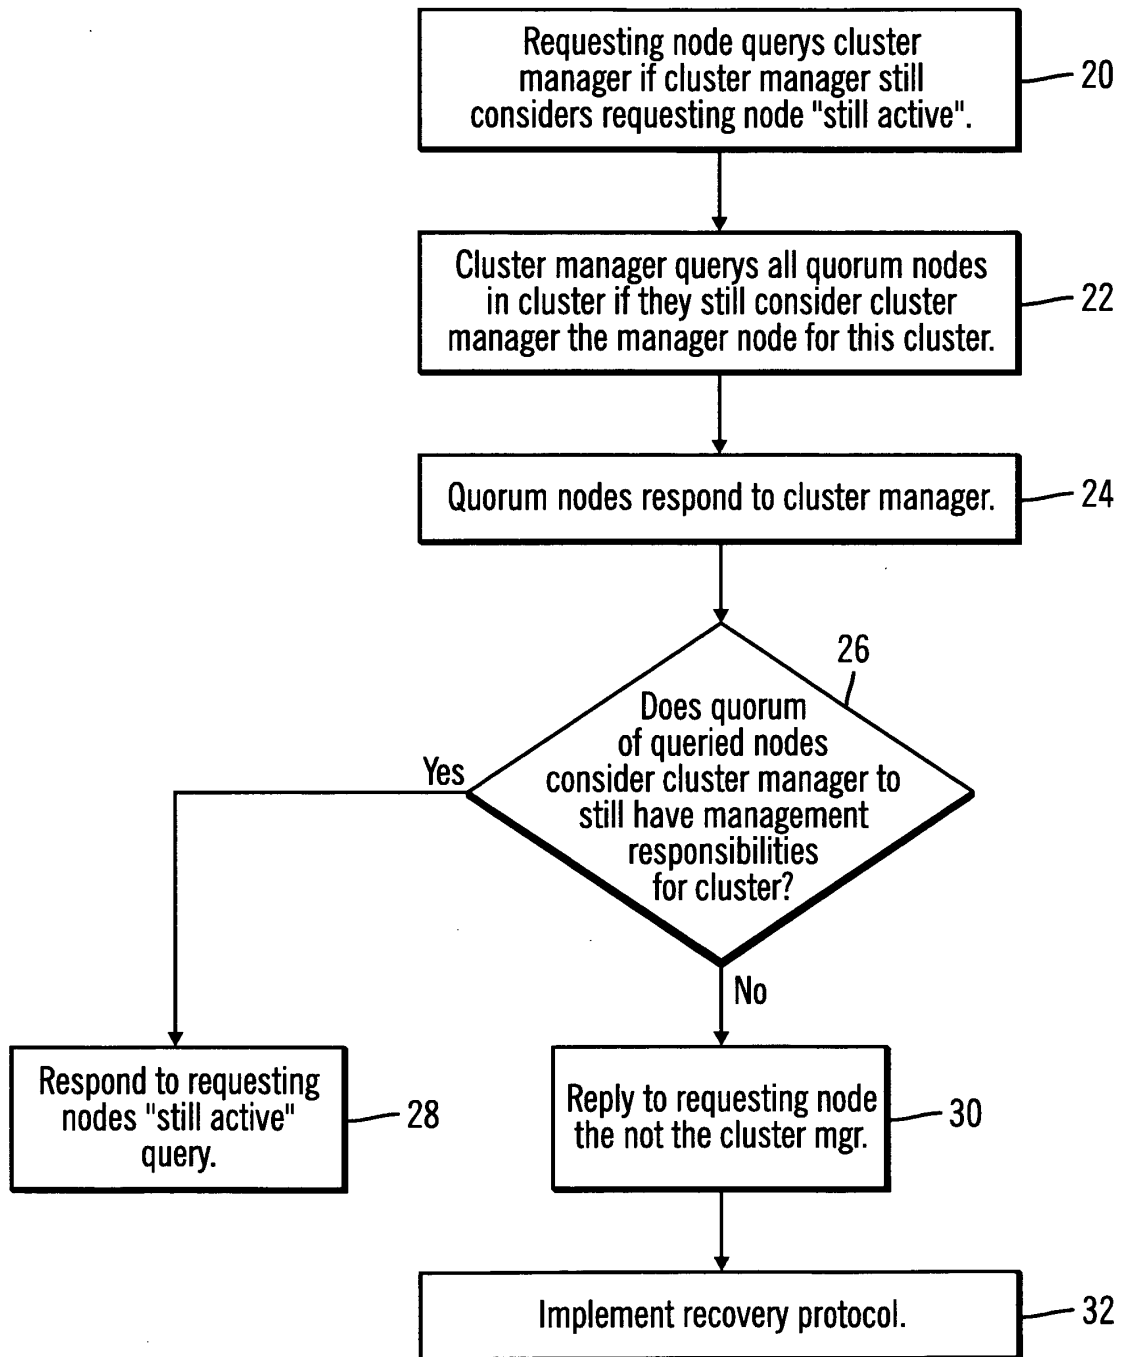 Requesting node querys cluster
manager if cluster manager still
considers requesting node "still active".
20
Cluster manager querys all quorum nodes
in cluster if they still consider cluster
manager the manager node for this cluster.
22
Quorum nodes respond to cluster manager.
24
26
Does quorum
of queried nodes
consider cluster manager to
still have management
responsibilities
for cluster?
Yes
No
Respond to requesting
nodes "still active"
query.
28
Reply to requesting node
the not the cluster mgr.
30
Implement recovery protocol.
32